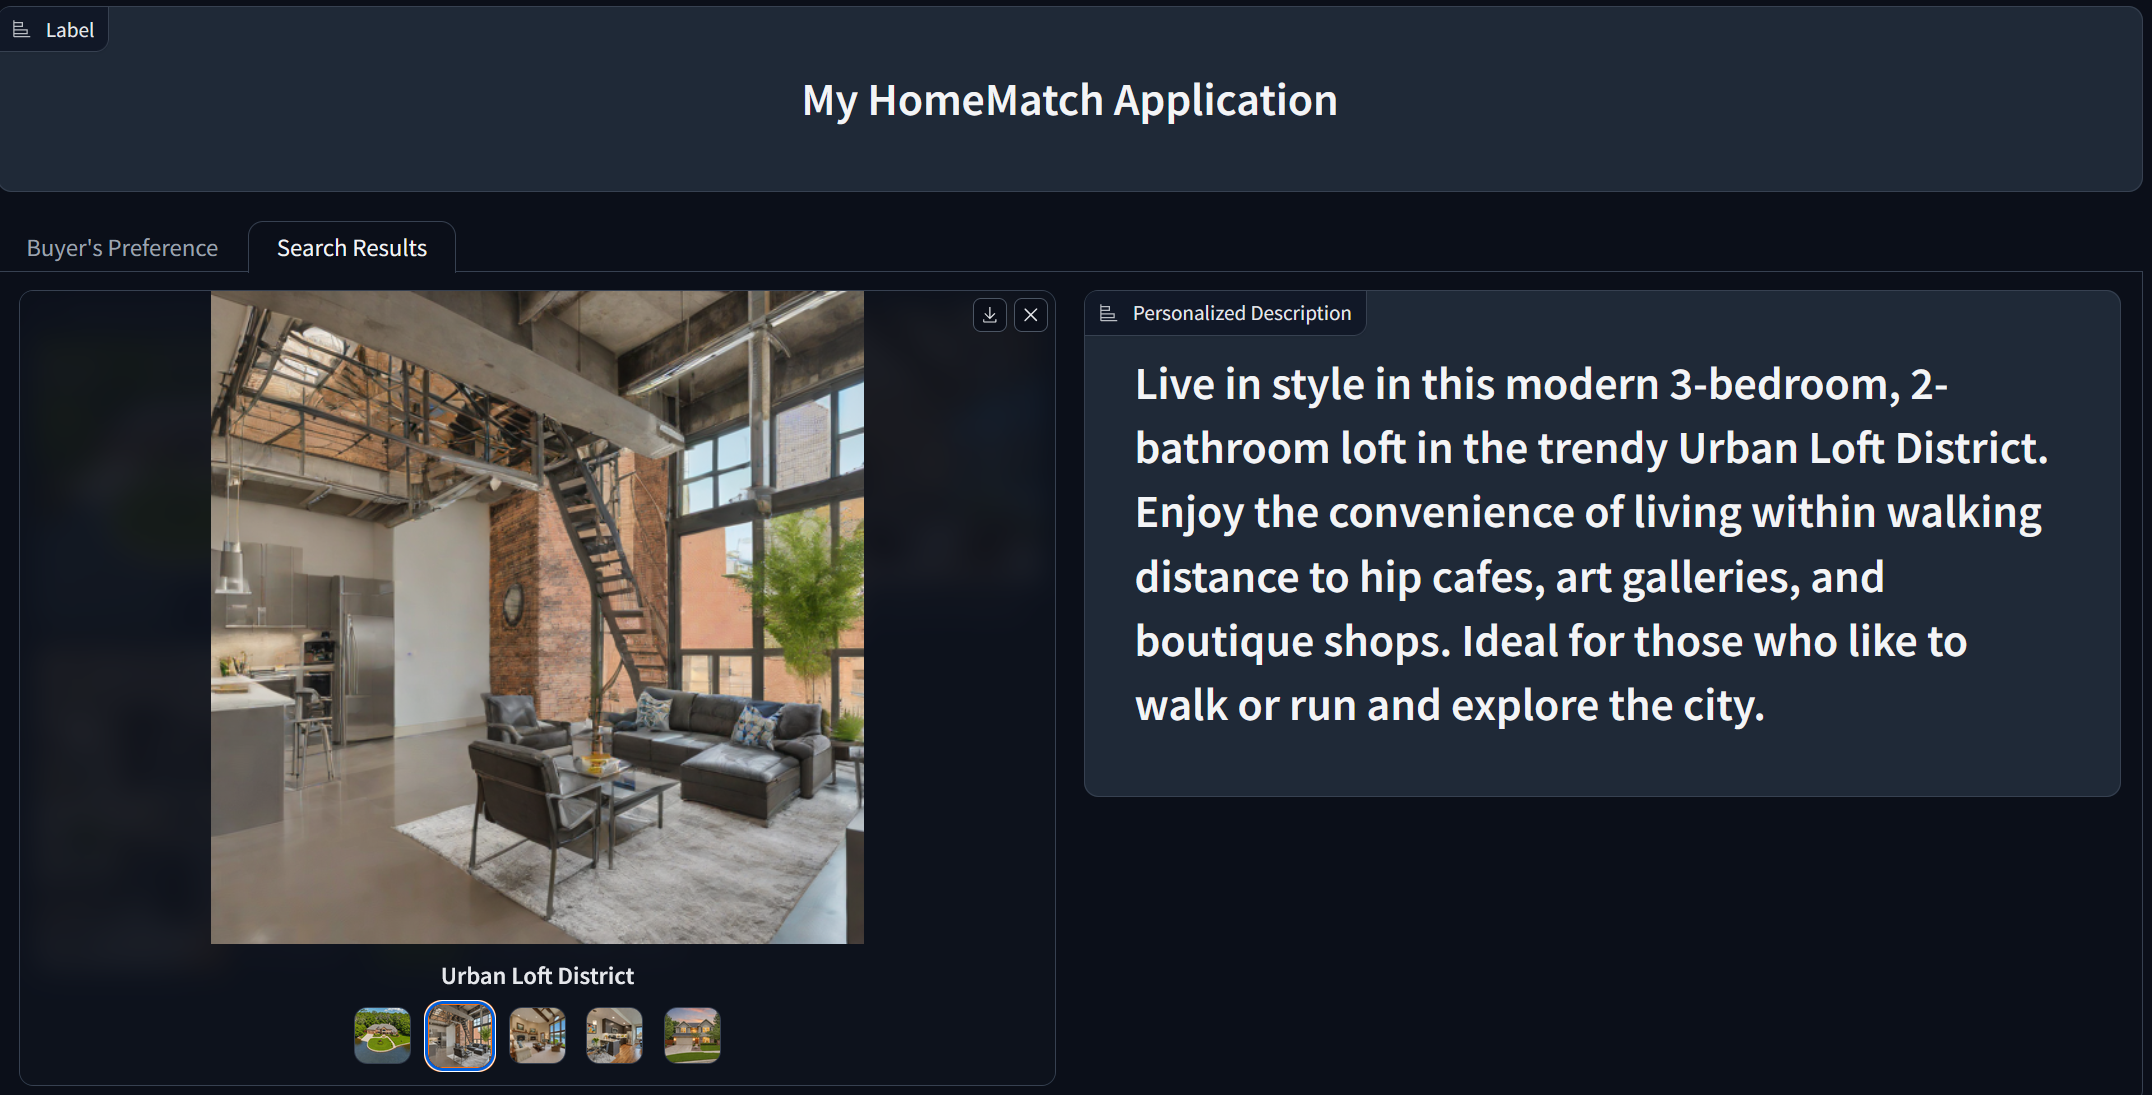 Label
My HomeMatch Application
Buyer's Preference
Search Results
Personalized Description
Live in style in this modern 3-bedroom, 2-
bathroom loft in the trendy Urban Loft District.
Enjoy the convenience of living within walking
distance to hip cafes, art galleries, and
boutique shops. Ideal for those who like to
walk or run and explore the city.
Urban Loft District